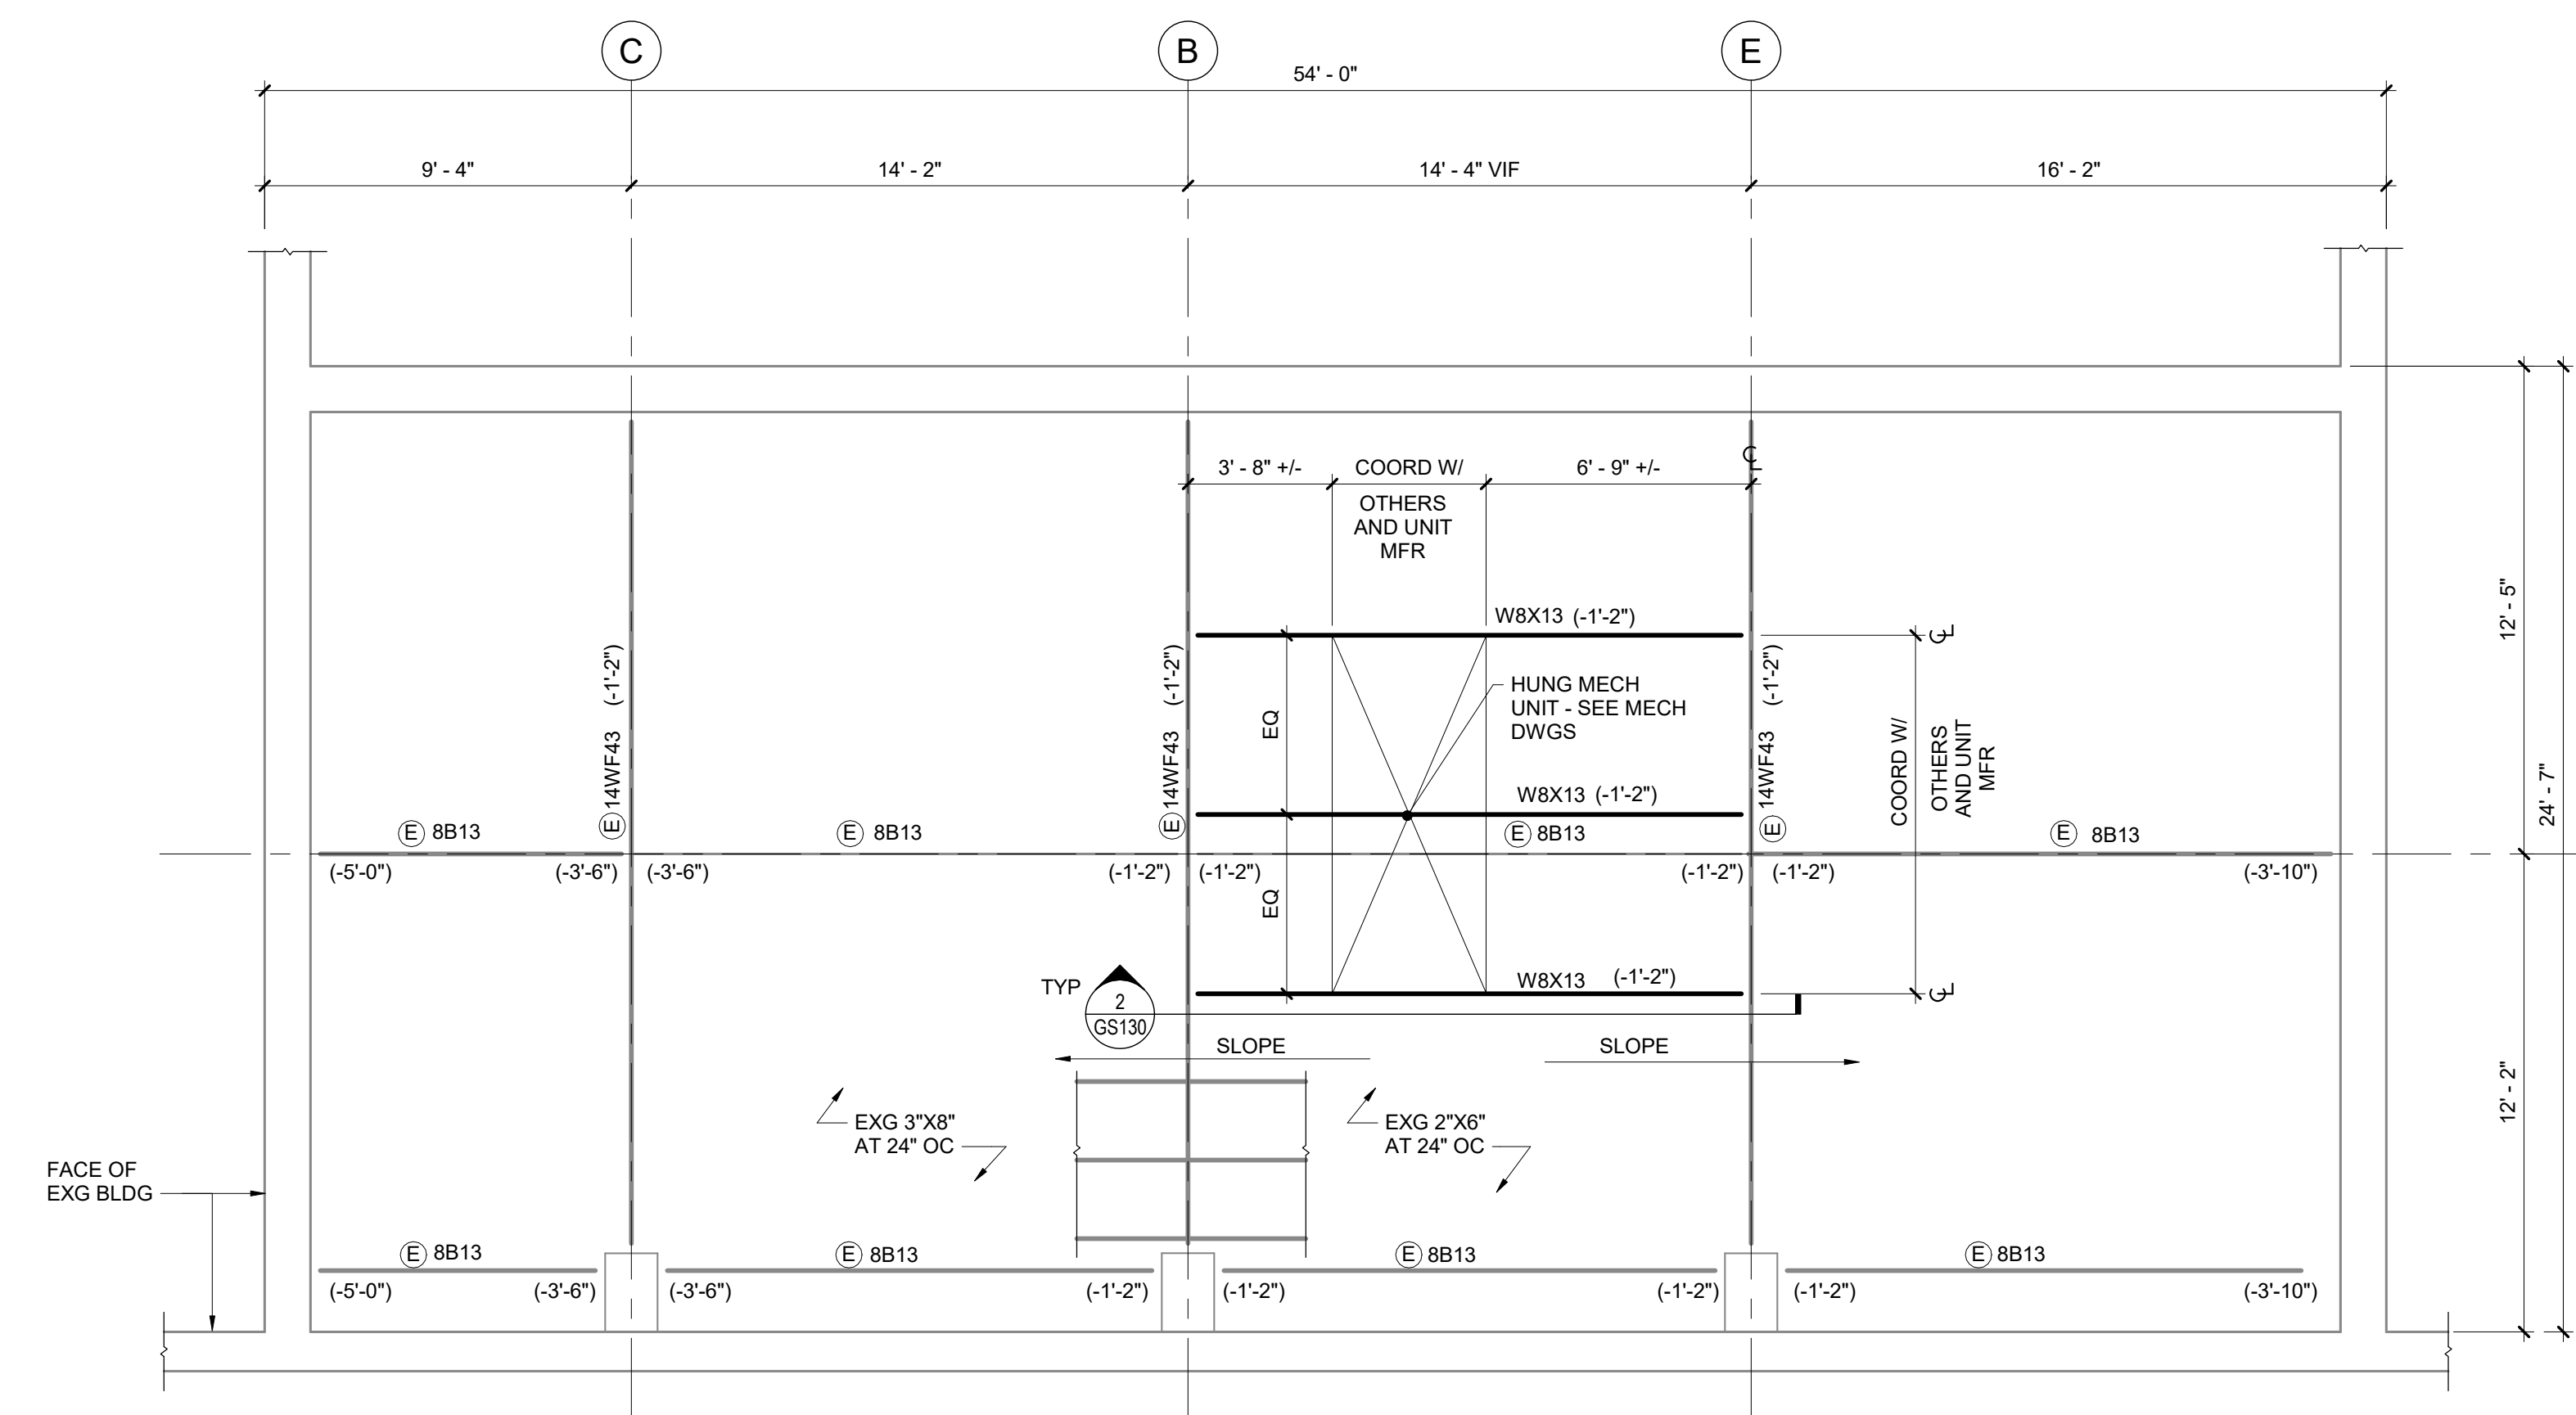 C
B
E
54' - 0"
9' - 4"
14' - 2"
14' - 4" VIF
16' - 2"
3' - 8" +/-
COORD W/
OTHERS
AND UNIT
MFR
6' - 9" +/-
CL
W8X13 (-1'-2")
CL
12' - 5"
E 14WF43 (-1'-2")
E 14WF43 (-1'-2")
EQ
HUNG MECH
UNIT - SEE MECH
DWGS
E 14WF43 (-1'-2")
COORD W/
OTHERS
AND UNIT
MFR
24' - 7"
W8X13 (-1'-2")
E 8B13
E 8B13
E 8B13
E 8B13
(-5'-0")
(-3'-6")
(-3'-6")
(-1'-2")
(-1'-2")
(-1'-2")
(-1'-2")
(-3'-10")
EQ
W8X13 (-1'-2")
CL
TYP
2
GS130
SLOPE
SLOPE
12' - 2"
EXG 3"X8"
AT 24" OC
EXG 2"X6"
AT 24" OC
FACE OF
EXG BLDG
E 8B13
E 8B13
E 8B13
E 8B13
(-5'-0")
(-3'-6")
(-3'-6")
(-1'-2")
(-1'-2")
(-1'-2")
(-1'-2")
(-3'-10")